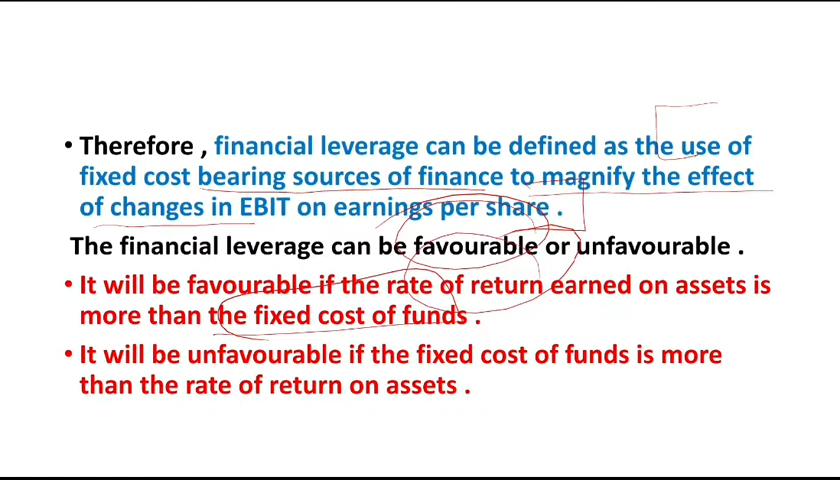 • Therefore , financial leverage can be defined as the use of
fixed cost bearing sources of finance to magnify the effect
of changes in EBIT on earnings per share .
The financial leverage can be favourable or unfavourable .
• It will be favourable if the rate of return earned on assets is
more than the fixed cost of funds .
• It will be unfavourable if the fixed cost of funds is more
than the rate of return on assets .